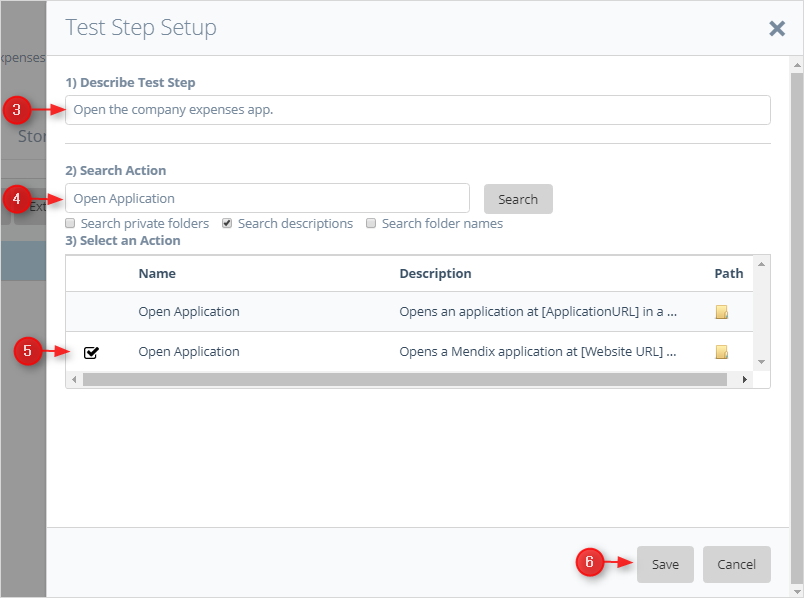 Test Step Setup
xpenses
1) Describe Test Step
3
Open the company expenses app.
Stor
2) Search Action
4
Open Application
Search
Ext
Search private folders
Search descriptions
Search folder names
3) Select an Action
Name Description Path
Open Application Opens an application at [ApplicationURL] in a ...
5
Open Application Opens a Mendix application at [Website URL] ...
6
Save
Cancel